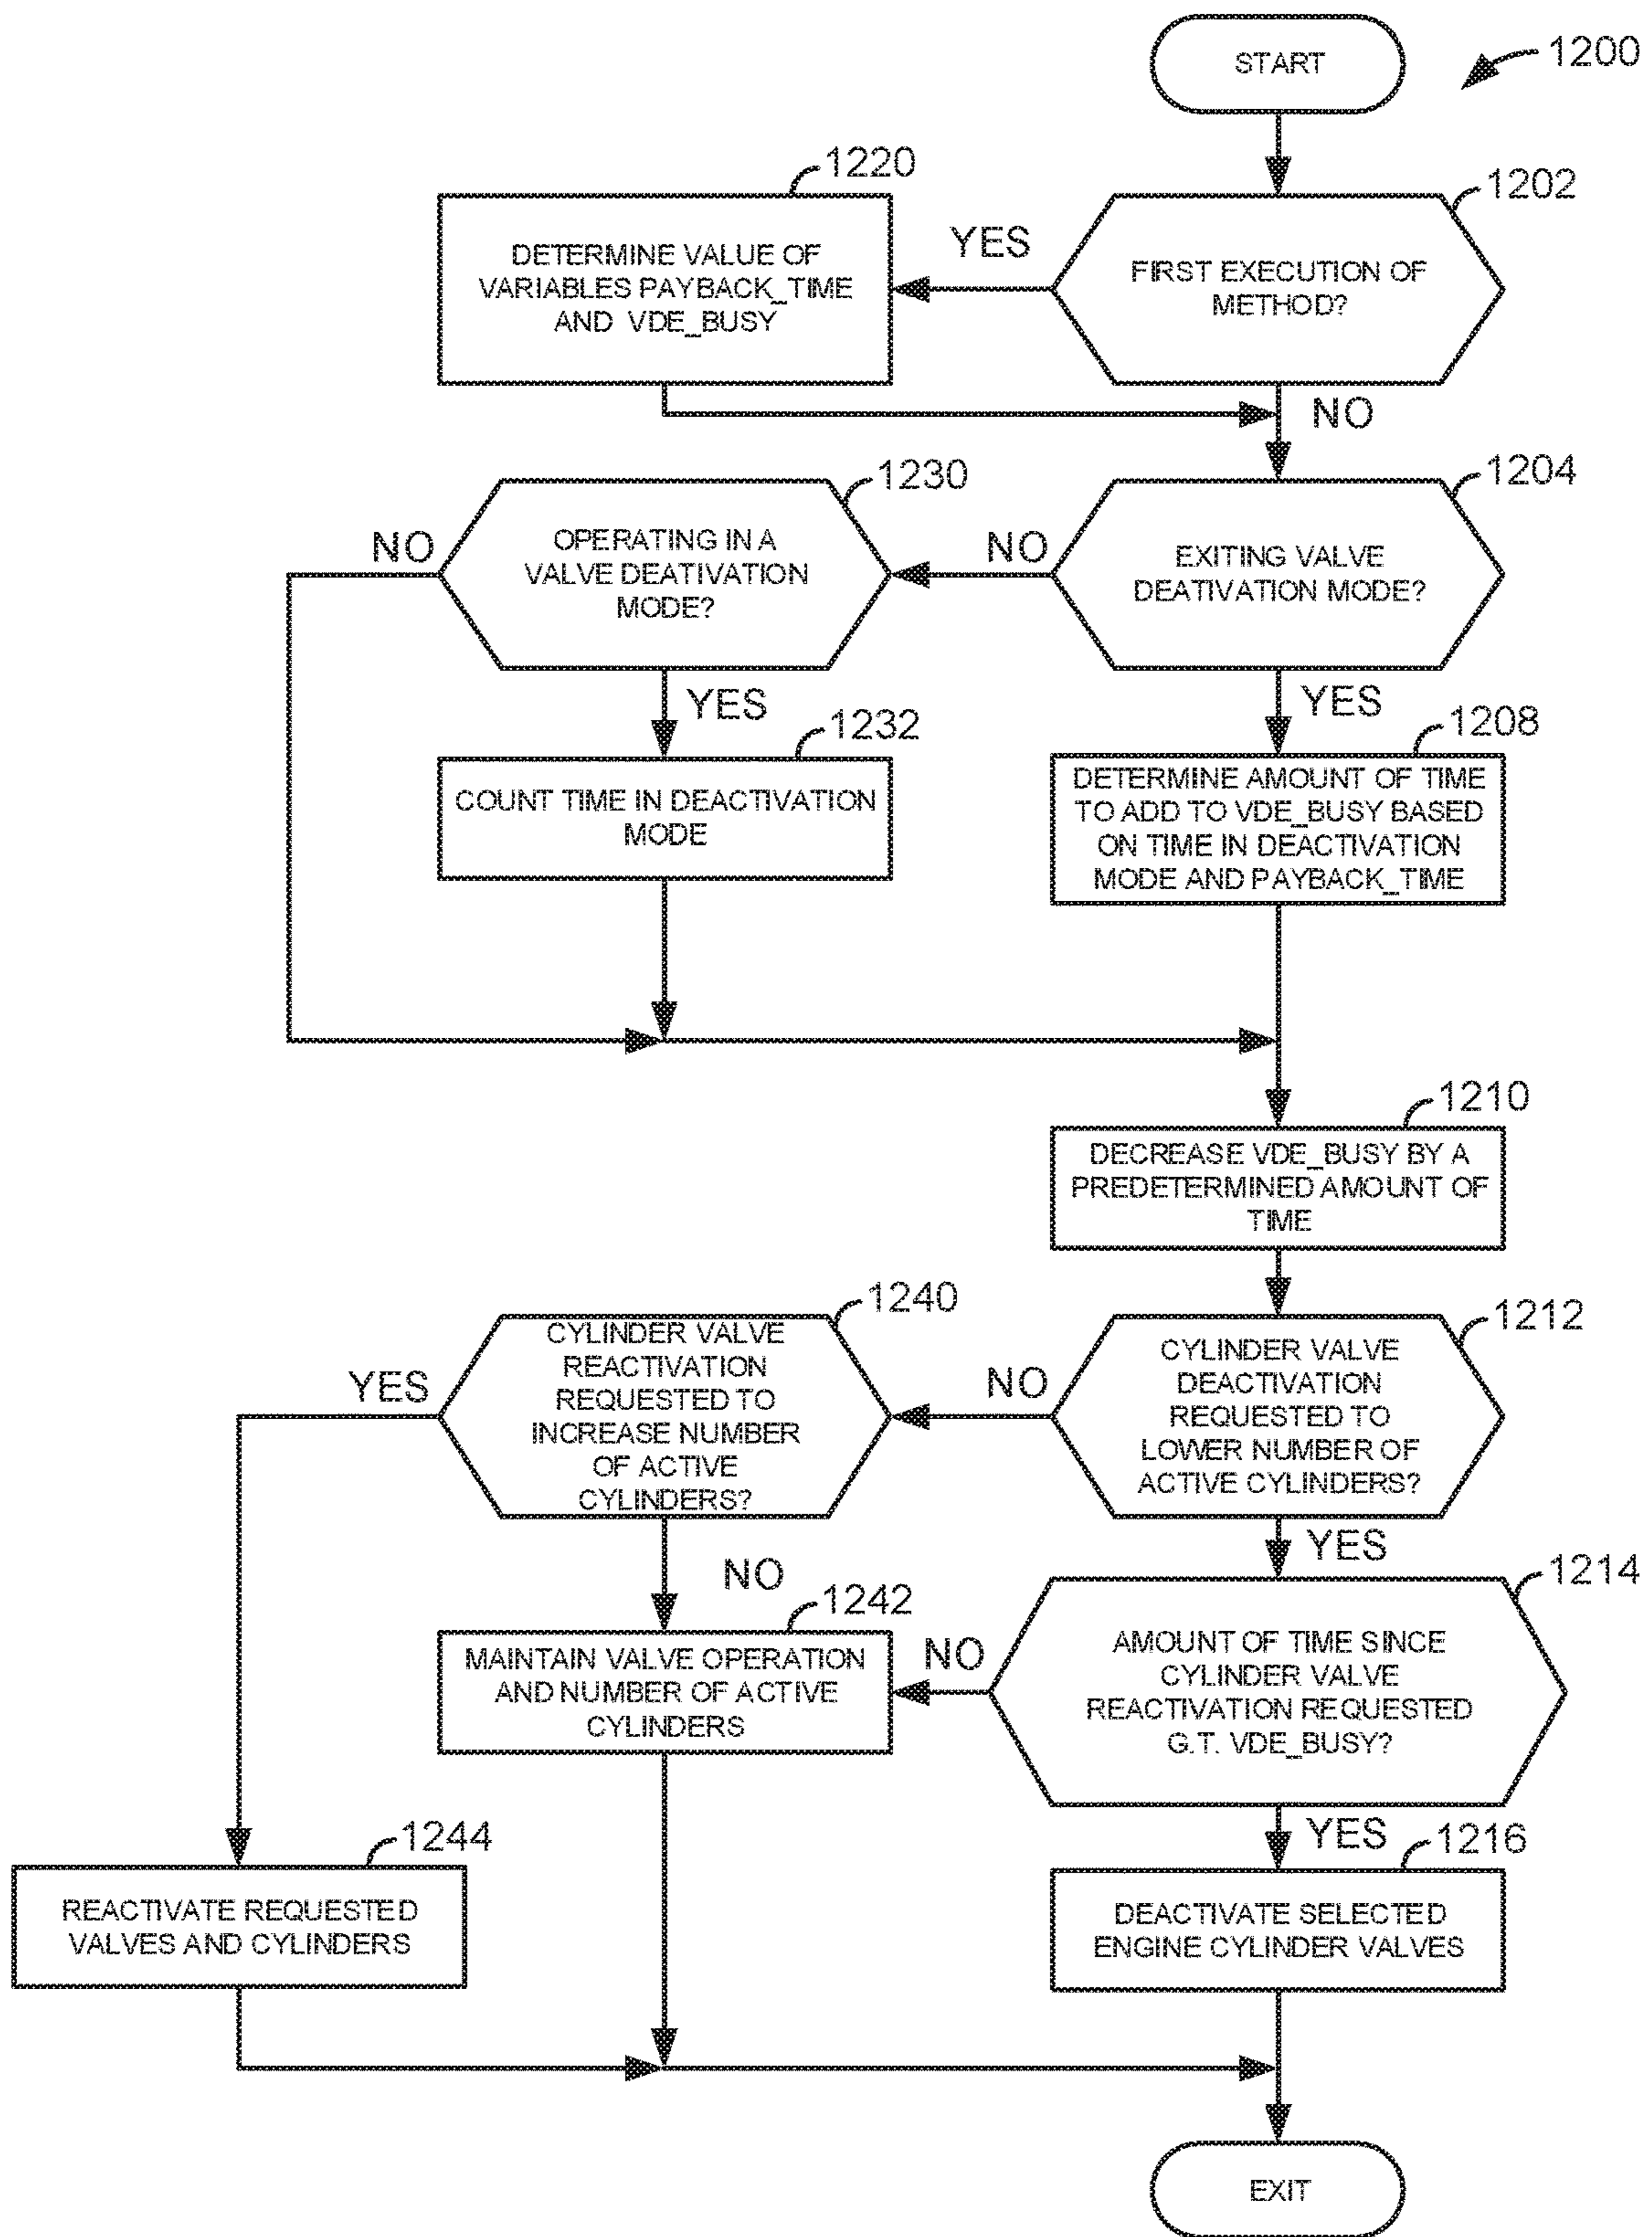 START
1200
1220
1202
YES
DETERMINE VALUE OF
VARIABLES PAYBACK_TIME
AND VDE_BUSY
FIRST EXECUTION OF
METHOD?
NO
1230
1204
NO
OPERATING IN A
VALVE DEATIVATION
MODE?
NO
EXITING VALVE
DEATIVATION MODE?
YES
YES
1232
1208
COUNT TIME IN DEACTIVATION
MODE
DETERMINE AMOUNT OF TIME
TO ADD TO VDE_BUSY BASED
ON TIME IN DEACTIVATION
MODE AND PAYBACK_TIME
1210
DECREASE VDE_BUSY BY A
PREDETERMINED AMOUNT OF
TIME
1240
1212
YES
CYLINDER VALVE
REACTIVATION
REQUESTED TO
INCREASE NUMBER
OF ACTIVE
CYLINDERS?
NO
CYLINDER VALVE
DEACTIVATION
REQUESTED TO
LOWER NUMBER OF
ACTIVE CYLINDERS?
YES
NO
1214
1242
MAINTAIN VALVE OPERATION
AND NUMBER OF ACTIVE
CYLINDERS
NO
AMOUNT OF TIME SINCE
CYLINDER VALVE
REACTIVATION REQUESTED
G.T. VDE_BUSY?
YES
1244
1216
REACTIVATE REQUESTED
VALVES AND CYLINDERS
DEACTIVATE SELECTED
ENGINE CYLINDER VALVES
EXIT